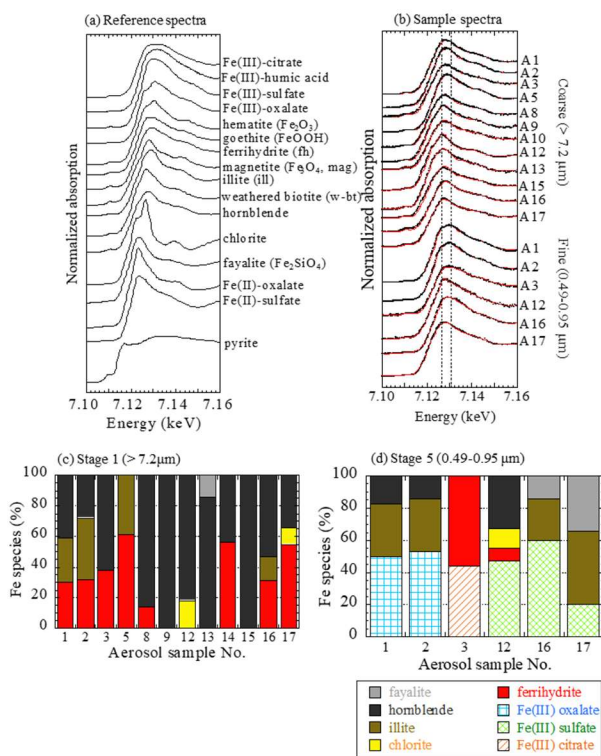 (a) Reference spectra
Normalized absorption
Fe(III)-citrate
Fe(III)-humic acid
Fe(III)-sulfate
Fe(III)-oxalate
hematite (Fe₂O₃)
goethite (FeOOH)
ferrihydrite (fh)
magnetite (Fe₃O₄, mag)
illite (ill)
weathered biotite (w-bt)
hornblende
chlorite
fayalite (Fe₂SiO₄)
Fe(II)-oxalate
Fe(II)-sulfate
pyrite
7.10 7.12 7.14 7.16
Energy (keV)
(b) Sample spectra
Normalized absorption
A1
A2
A3
A5
A8
A9
A10
A12
A13
A15
A16
A17
Coarse (> 7.2 μm)
A1
A2
A3
A12
A16
A17
Fine (0.49-0.95 μm)
7.10 7.12 7.14 7.16
Energy (keV)
(c) Stage 1 (> 7.2μm)
Fe species (%)
100
80
60
40
20
0
1 2 3 5 8 9 12 13 14 15 16 17
Aerosol sample No.
(d) Stage 5 (0.49-0.95 μm)
Fe species (%)
100
80
60
40
20
0
1 2 3 12 16 17
Aerosol sample No.
fayalite
hornblende
illite
chlorite
ferrihydrite
Fe(III) oxalate
Fe(III) sulfate
Fe(III) citrate